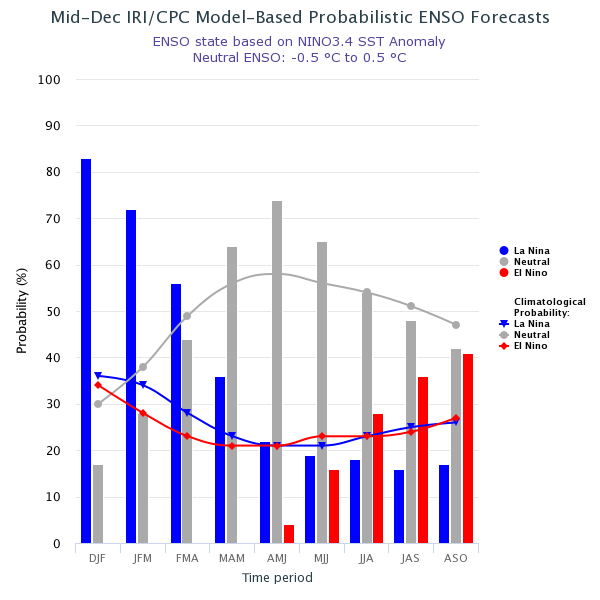 Mid-Dec IRI/CPC Model-Based Probabilistic ENSO Forecasts
ENSO state based on NINO3.4 SST Anomaly
Neutral ENSO: -0.5 °C to 0.5 °C
Probability (%)
100
90
80
70
60
50
40
30
20
10
0
DJF JFM FMA MAM AMJ MJJ JJA JAS ASO
Time period
La Nina
Neutral
El Nino
Climatological
Probability:
La Nina
Neutral
El Nino